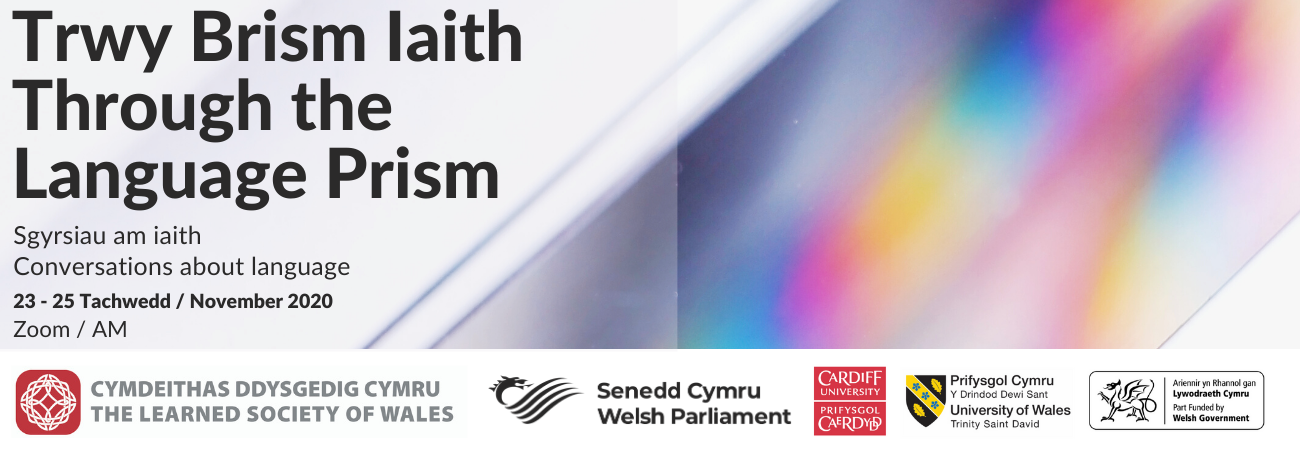 Trwy Brism Iaith
Through the
Language Prism
Sgyrsiau am iaith
Conversations about language
23 - 25 Tachwedd / November 2020
Zoom / AM
CYMDEITHAS DDYSGEDIG CYMRU
THE LEARNED SOCIETY OF WALES
Senedd Cymru
Welsh Parliament
CARDIFF
UNIVERSITY
PRIFYSGOL
CAERDYDD
Prifysgol Cymru
Y Drindod Dewi Sant
University of Wales
Trinity Saint David
Ariennir yn Rhannol gan
Lywodraeth Cymru
Part Funded by
Welsh Government